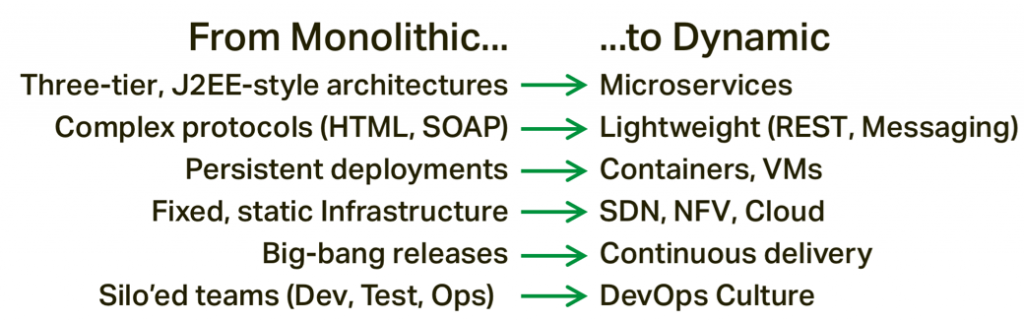 From Monolithic... ...to Dynamic
Three-tier, J2EE-style architectures Microservices
Complex protocols (HTML, SOAP) Lightweight (REST, Messaging)
Persistent deployments Containers, VMs
Fixed, static Infrastructure SDN, NFV, Cloud
Big-bang releases Continuous delivery
Silo’ed teams (Dev, Test, Ops) DevOps Culture